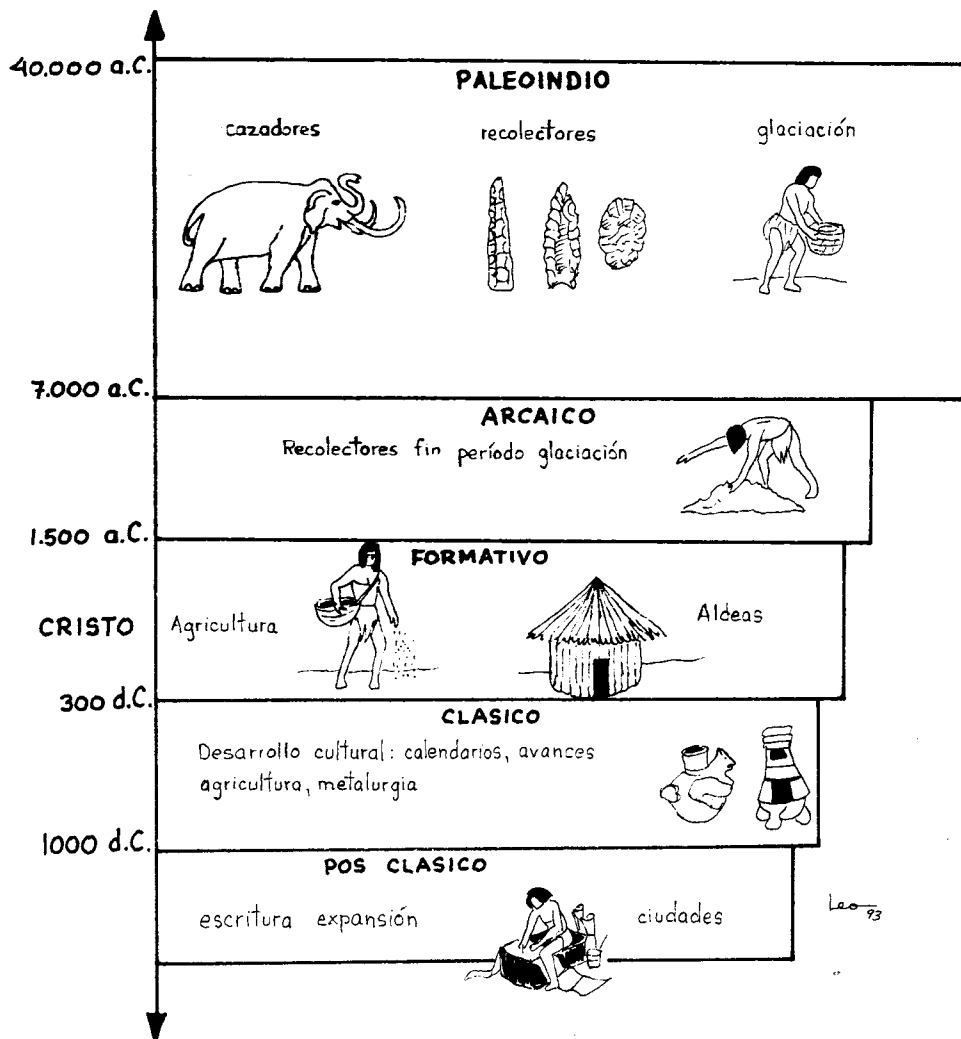 40.000 a.C.
PALEOINDIO
cazadores
recolectores
glaciación
7.000 a.C.
ARCAICO
Recolectores fin período glaciación
1.500 a.C.
FORMATIVO
CRISTO
Agricultura
Aldeas
300 d.C.
CLASICO
Desarrollo cultural: calendarios, avances
agricultura, metalurgia
1000 d.C.
POS CLASICO
escritura expansión
ciudades
Leo 93